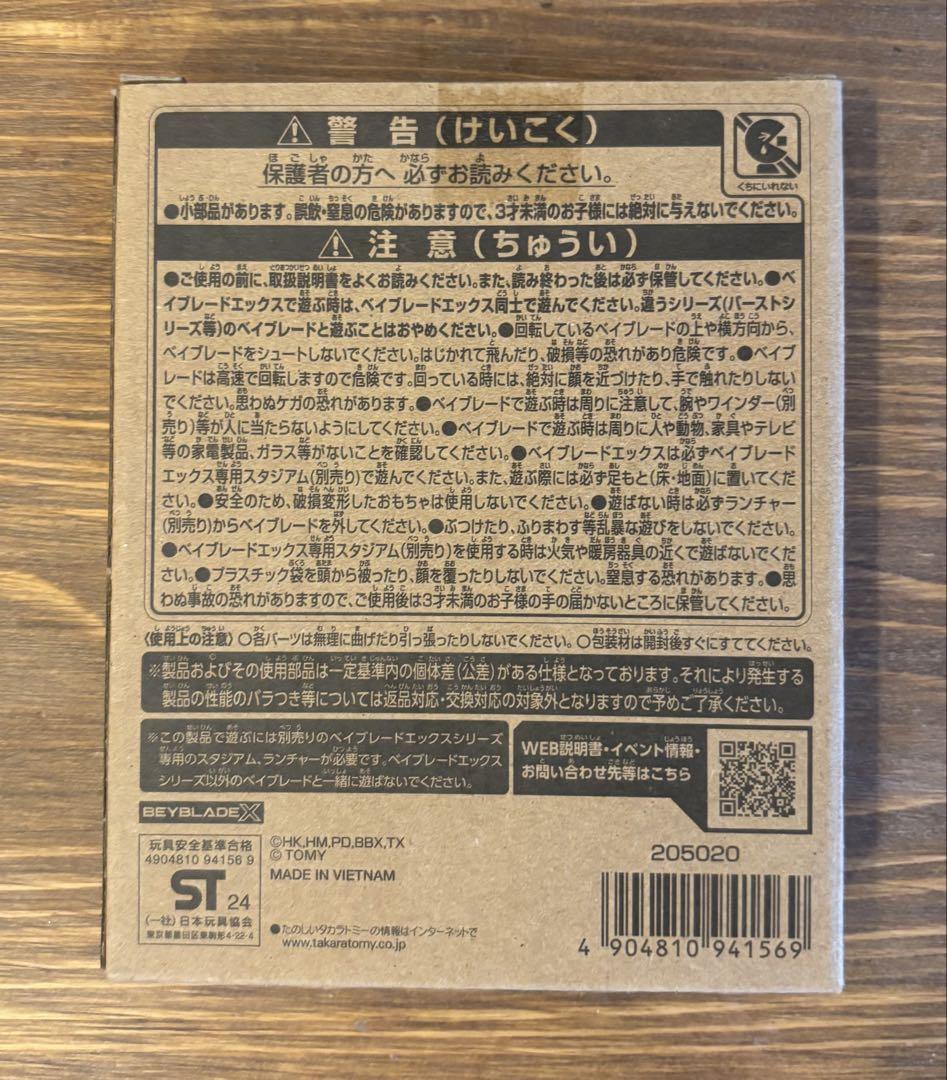 ⚠ 警 告 (けいこく)
くちにいれない
保護者の方へ 必ずお読みください。
●小部品があります。誤飲・窒息の危険がありますので、3才未満のお子様には絶対に与えないでください。
⚠ 注 意 (ちゅうい)
●ご使用の前に、取扱説明書をよくお読みください。また、読み終わった後は必ず保管してください。●ベ
イブレードエックスで遊ぶ時は、ベイブレードエックス同士で遊んでください。違うシリーズ(バーストシ
リーズ等)のベイブレードと遊ぶことはおやめください。●回転しているベイブレードの上や横方向から、
ベイブレードをシュートしないでください。はじかれて飛んだり、破損等の恐れがあり危険です。●ベイブ
レードは高速で回転しますので危険です。回っている時には、絶対に顔を近づけたり、手で触れたりしない
でください。思わぬケガの恐れがあります。●ベイブレードで遊ぶ時は周りに注意して、腕やワインダー(別
売り)等が人に当たらないようにしてください。●ベイブレードで遊ぶ時は周りに人や動物、家具やテレビ
等の家電製品、ガラス等がないことを確認してください。●ベイブレードエックスは必ずベイブレード
エックス専用スタジアム(別売り)で遊んでください。また、遊ぶ際には必ず足もと(床・地面)に置いてくだ
さい。●安全のため、破損変形したおもちゃは使用しないでください。●遊ばない時は必ずランチャー
(別売り)からベイブレードを外してください。●ぶつけたり、ふりまわす等乱暴な遊びをしないでください。
●ベイブレードエックス専用スタジアム(別売り)を使用する時は火気や暖房器具の近くで遊ばないでくだ
さい。●プラスチック袋を頭から被ったり、顔を覆ったりしないでください。窒息する恐れがあります。●思
わぬ事故の恐れがありますので、ご使用後は3才未満のお子様の手の届かないところに保管してください。
〈使用上の注意〉○各パーツは無理に曲げたり引っ張ったりしないでください。○包装材は開封後すぐにすててください。
※製品およびその使用部品は一定基準内の個体差(公差)がある仕様となっております。それにより発生する
製品の性能のバラつき等については返品対応・交換対応の対象外となりますので予めご了承ください。
※この製品で遊ぶには別売りのベイブレードエックスシリーズ
専用のスタジアム、ランチャーが必要です。ベイブレードエックス
シリーズ以外のベイブレードと一緒に遊ばないでください。
WEB説明書・イベント情報・
お問い合わせ先等はこちら
BEYBLADE X
玩具安全基準合格
4904810 94156 9
ST 24
(一社)日本玩具協会
東京都墨田区東駒形4-22-4
©HK,HM,PD,BBX,TX
© TOMY
MADE IN VIETNAM
●たのしいタカラトミーの情報はインターネットで
www.takaratomy.co.jp
205020
4 904810 941569